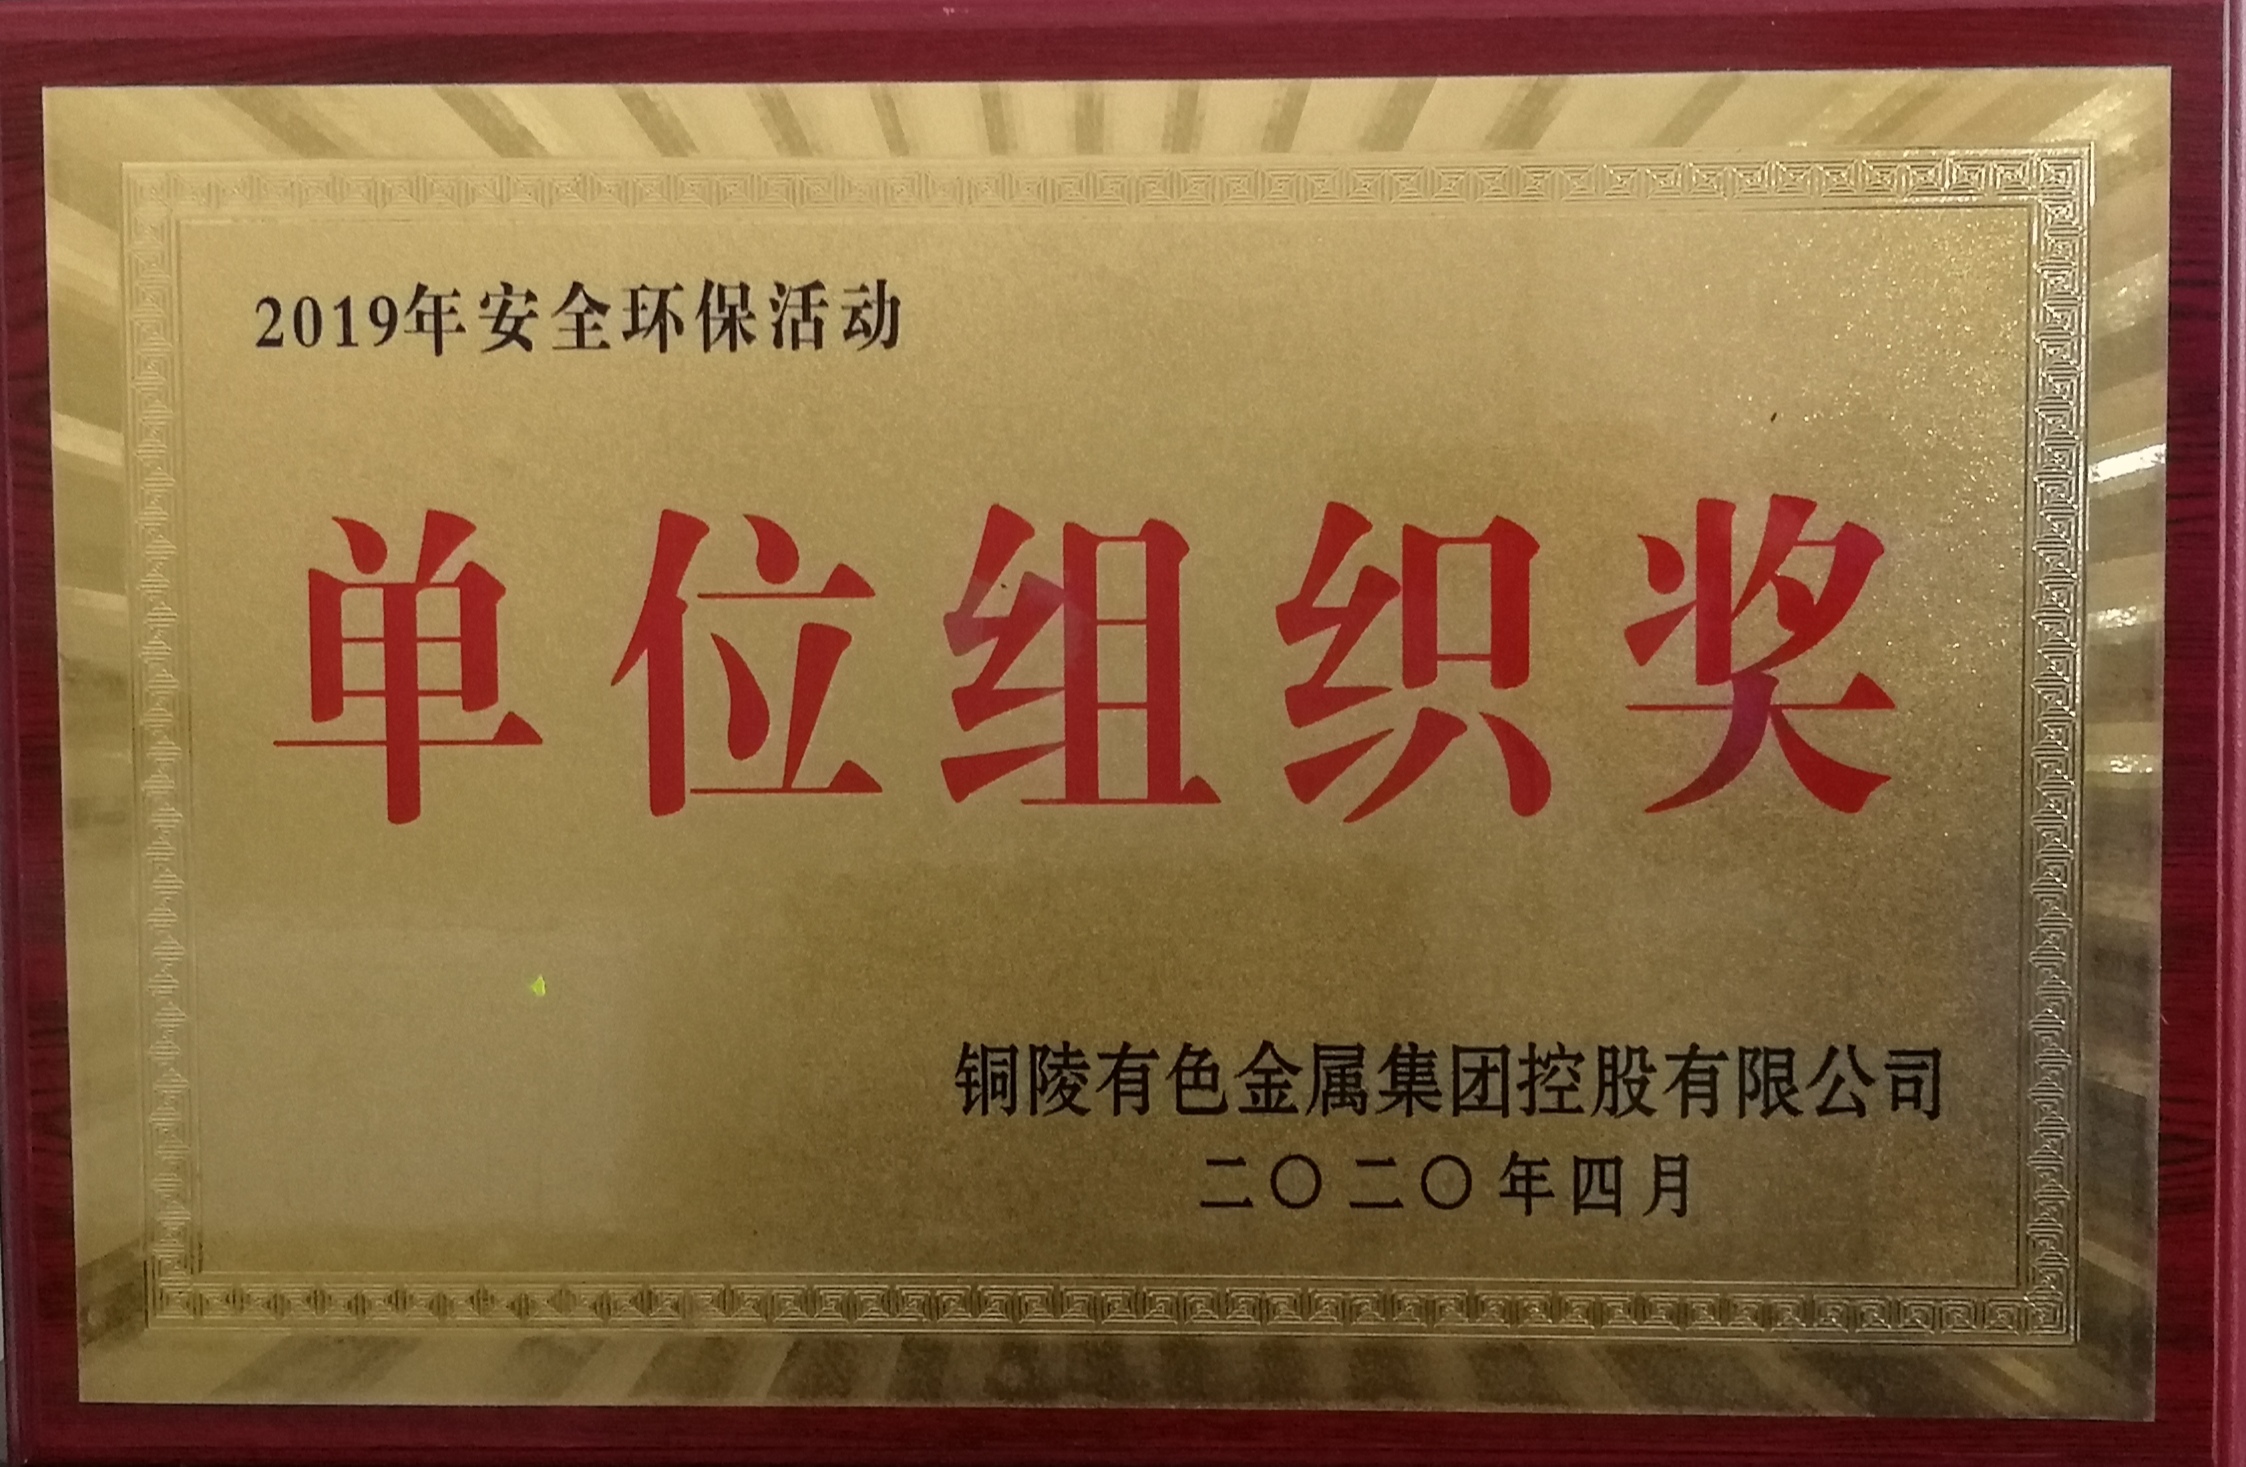 2019年安全环保活动
单位组织奖
铜陵有色金属集团控股有限公司
二〇二〇年四月